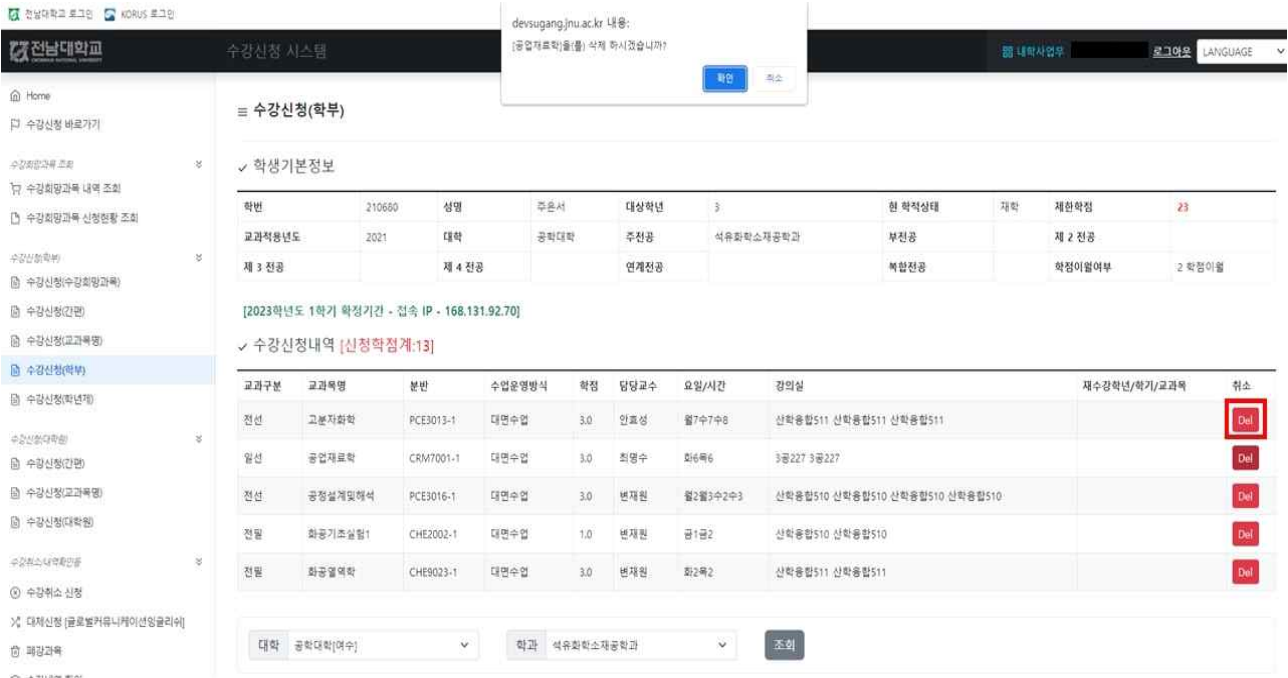 전남대학교 로그인 KORUS 로그인
devsugang.jnu.ac.kr 내용:
[공업재료학]을(를) 삭제 하시겠습니까?
확인 취소
전남대학교
CHONNAM NATIONAL UNIVERSITY
수강신청 시스템
대학사업무 로그아웃 LANGUAGE
Home
수강신청 바로가기
수강희망과목 조회
수강희망과목 내역 조회
수강희망과목 신청현황 조회
수강신청(학부)
수강신청(수강희망과목)
수강신청(간편)
수강신청(교과목명)
수강신청(학부)
수강신청(학년제)
수강신청(대학원)
수강신청(간편)
수강신청(교과목명)
수강신청(대학원)
수강취소/내역확인등
수강취소 신청
대체신청 [글로벌커뮤니케이션잉글리쉬]
폐강과목
수강신청(학부)
학생기본정보
학번 210680 성명 주은서 대상학년 3 현 학적상태 재학 제한학점 23
교과적용년도 2021 대학 공학대학 주전공 석유화학소재공학과 부전공 제 2 전공
제 3 전공 제 4 전공 연계전공 복합전공 학점이월여부 2 학점이월
[2023학년도 1학기 확정기간 - 접속 IP - 168.131.92.70]
수강신청내역 [신청학점계:13]
교과구분 교과목명 분반 수업운영방식 학점 담당교수 요일/시간 강의실 재수강학년/학기/교과목 취소
전선 고분자화학 PCE3013-1 대면수업 3.0 안효성 월7수7수8 산학융합511 산학융합511 산학융합511 Del
일선 공업재료학 CRM7001-1 대면수업 3.0 최명수 화6목6 3공227 3공227 Del
전선 공정설계및해석 PCE3016-1 대면수업 3.0 변재원 월2월3수2수3 산학융합510 산학융합510 산학융합510 산학융합510 Del
전필 화공기초실험1 CHE2002-1 대면수업 1.0 변재원 금1금2 산학융합510 산학융합510 Del
전필 화공열역학 CHE9023-1 대면수업 3.0 변재원 화2목2 산학융합511 산학융합511 Del
대학 공학대학[여수] 학과 석유화학소재공학과 조회